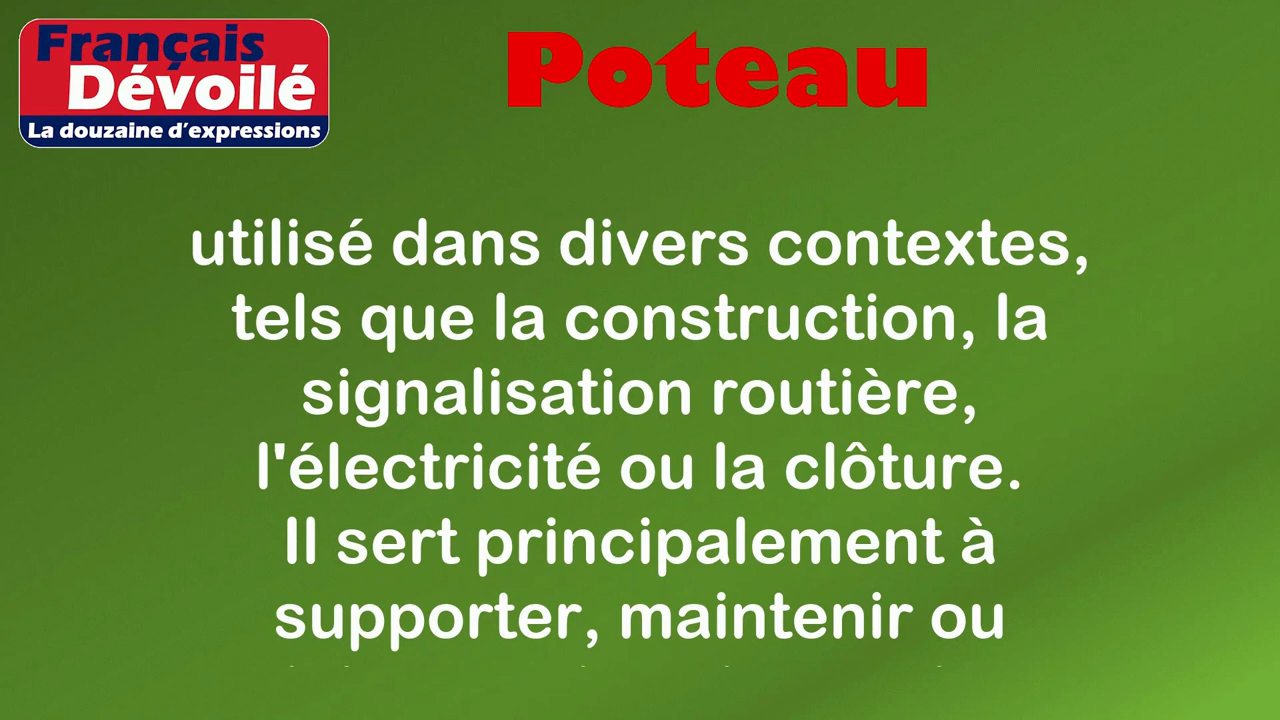 Français
Dévoilé
La douzaine d'expressions
Poteau
utilisé dans divers contextes,
tels que la construction, la
signalisation routière,
l'électricité ou la clôture.
Il sert principalement à
supporter, maintenir ou